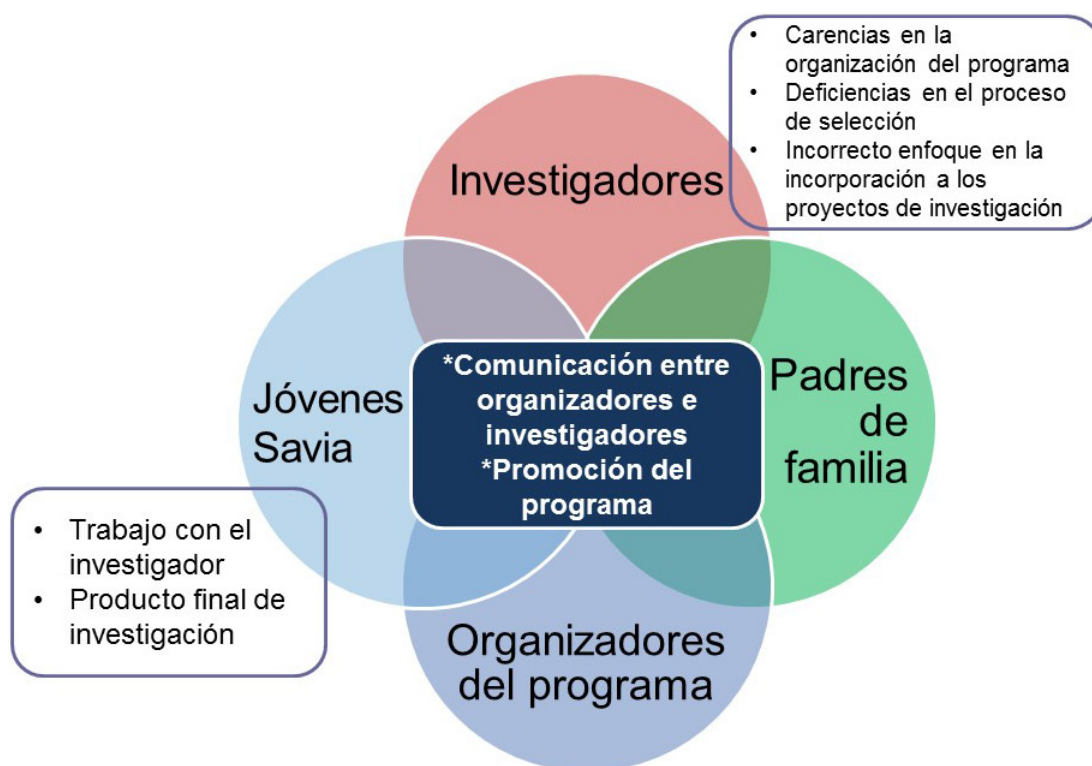 • Carencias en la
organización del programa
• Deficiencias en el proceso
de selección
• Incorrecto enfoque en la
incorporación a los
proyectos de investigación
Investigadores
Jóvenes
Savia
*Comunicación entre
organizadores e
investigadores
*Promoción del
programa
Padres
de
familia
• Trabajo con el
investigador
• Producto final de
investigación
Organizadores
del programa